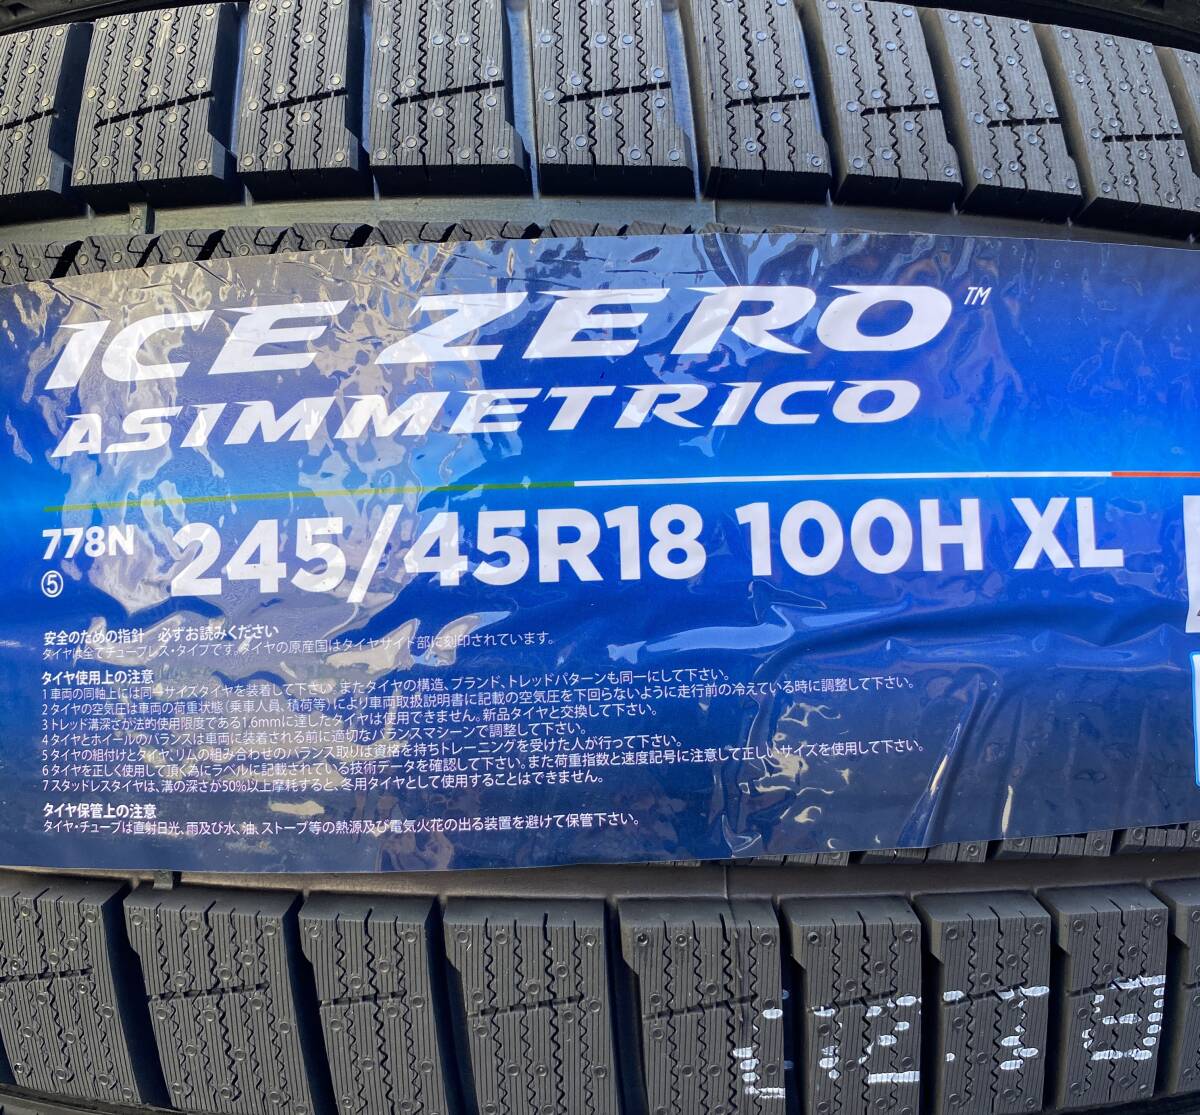 ICE ZERO™
ASIMMETRICO
778N 245/45R18 100H XL
⑤
安全のための指針 必ずお読みください
タイヤは全てチューブレス・タイプです。タイヤの原産国はタイヤサイド部に刻印されています。
タイヤ使用上の注意
1 車両の同軸上には同一サイズタイヤを装着して下さい。またタイヤの構造、ブランド、トレッドパターンも同一にして下さい。
2 タイヤの空気圧は車両の荷重状態(乗車人員、積荷等)により車両取扱説明書に記載の空気圧を下回らないように走行前の冷えている時に調整して下さい。
3 トレッド溝深さが法的使用限度である1.6mmに達したタイヤは使用できません。新品タイヤと交換して下さい。
4 タイヤとホイールのバランスは車両に装着される前に適切なバランスマシーンで調整して下さい。
5 タイヤの組付けとタイヤ、リムの組み合わせのバランス取りは資格を持ちトレーニングを受けた人が行って下さい。
6 タイヤを正しく使用して頂く為にラベルに記載されている技術データを確認して下さい。また荷重指数と速度記号に注意して正しいサイズを使用して下さい。
7 スタッドレスタイヤは、溝の深さが50%以上摩耗すると、冬用タイヤとして使用することはできません。
タイヤ保管上の注意
タイヤ・チューブは直射日光、雨及び水、油、ストーブ等の熱源及び電気火花の出る装置を避けて保管下さい。